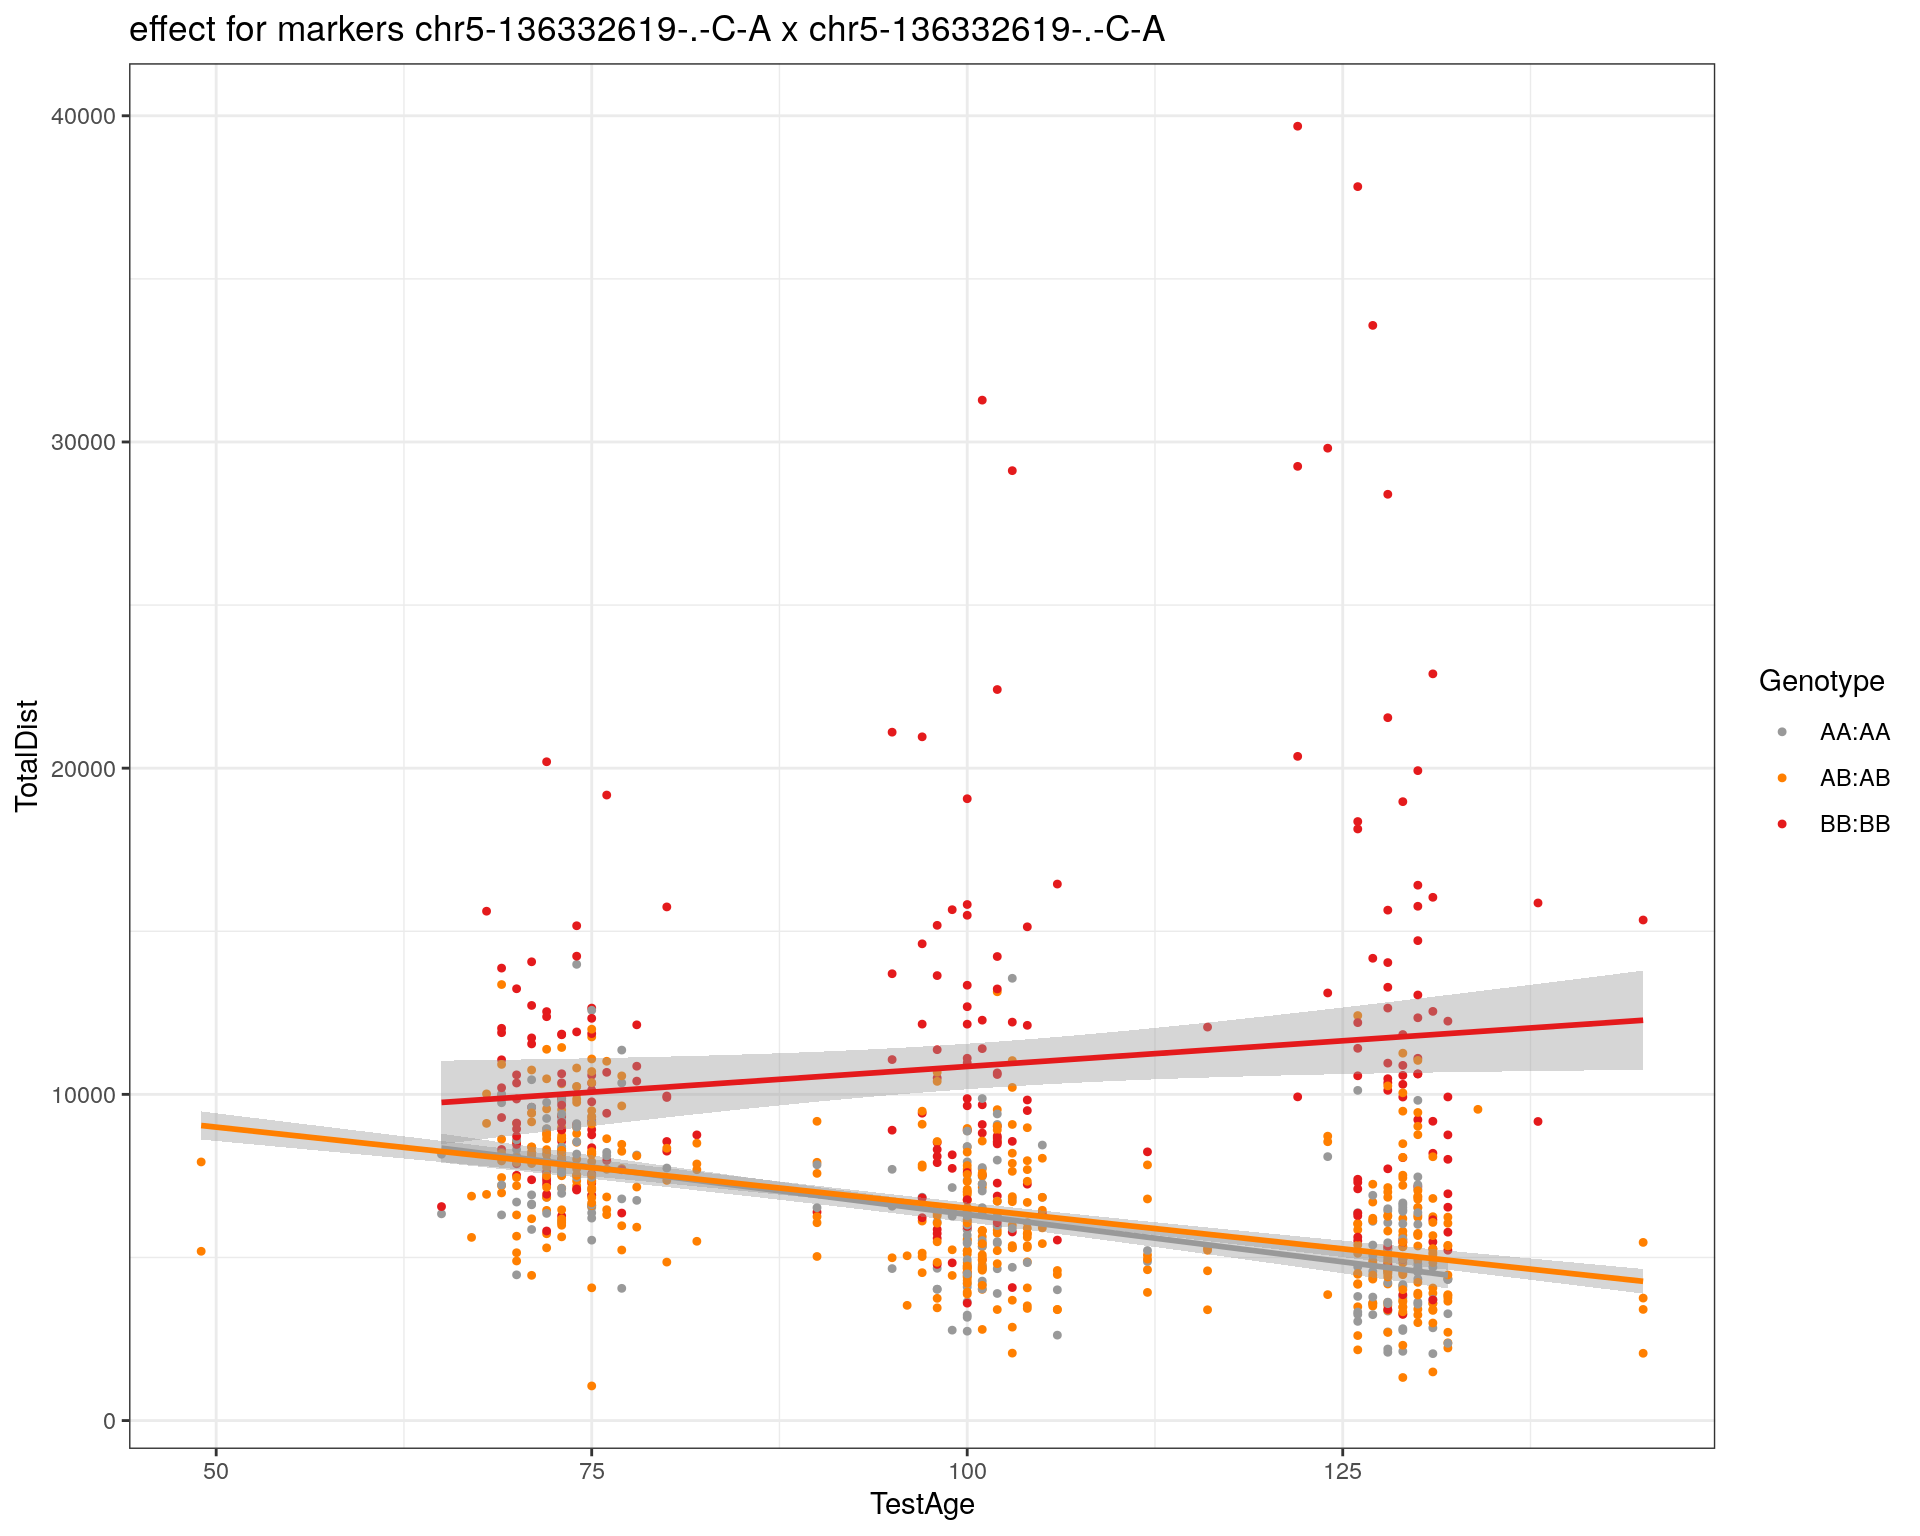 effect for markers chr5-136332619-.-C-A x chr5-136332619-.-C-A
40000
30000
20000
10000
0
TotalDist
50
75
100
125
TestAge
Genotype
AA:AA
AB:AB
BB:BB